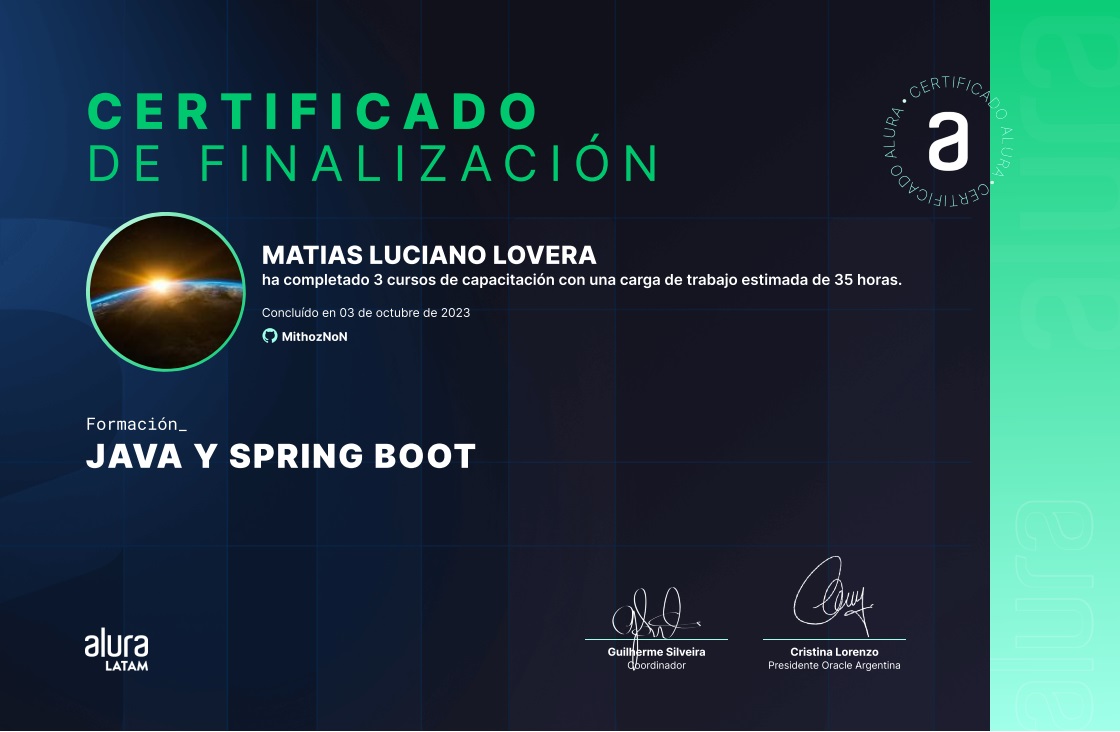 CERTIFICADO
DE FINALIZACIÓN
CERTIFICADO ALURA • CERTIFICADO ALURA •
a
MATIAS LUCIANO LOVERA
ha completado 3 cursos de capacitación con una carga de trabajo estimada de 35 horas.
Concluído en 03 de octubre de 2023
MithozNoN
Formación_
JAVA Y SPRING BOOT
alura
LATAM
Guilherme Silveira
Coordinador
Cristina Lorenzo
Presidente Oracle Argentina
alura
alura